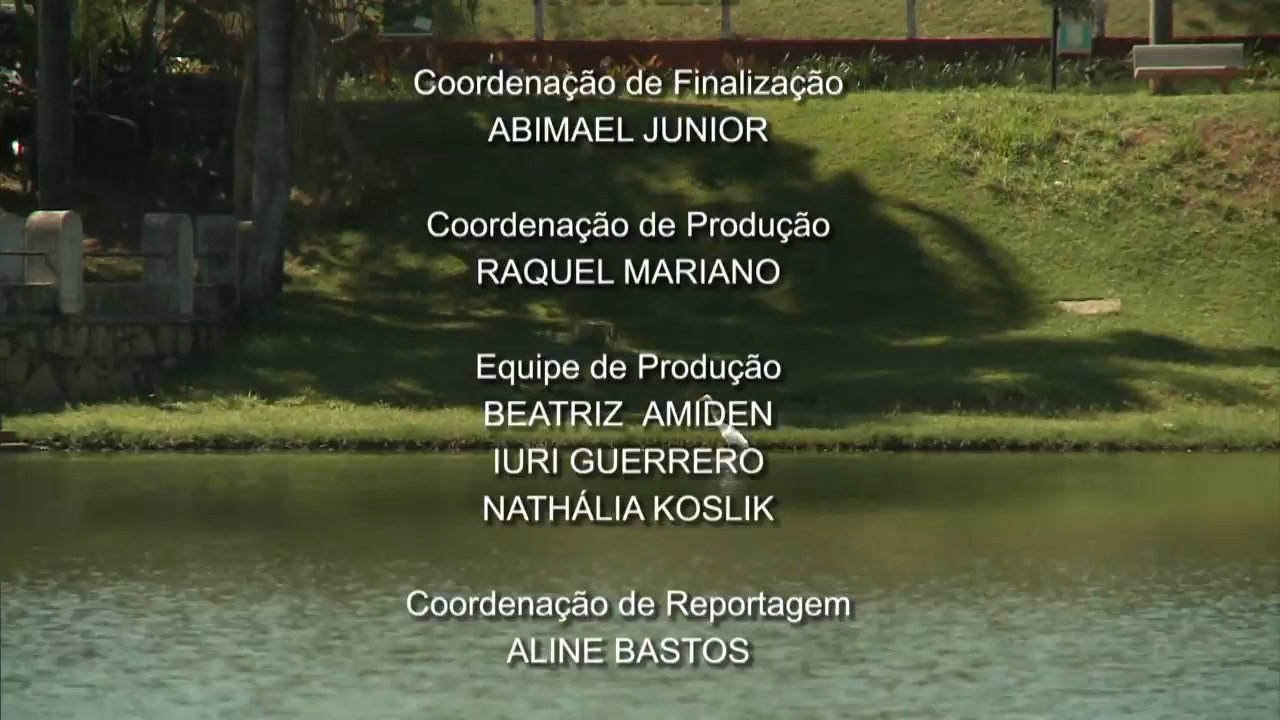 Coordenação de Finalização
ABIMAEL JUNIOR
Coordenação de Produção
RAQUEL MARIANO
Equipe de Produção
BEATRIZ  AMIDEN
IURI GUERRERO
NATHÁLIA KOSLIK
Coordenação de Reportagem
ALINE BASTOS